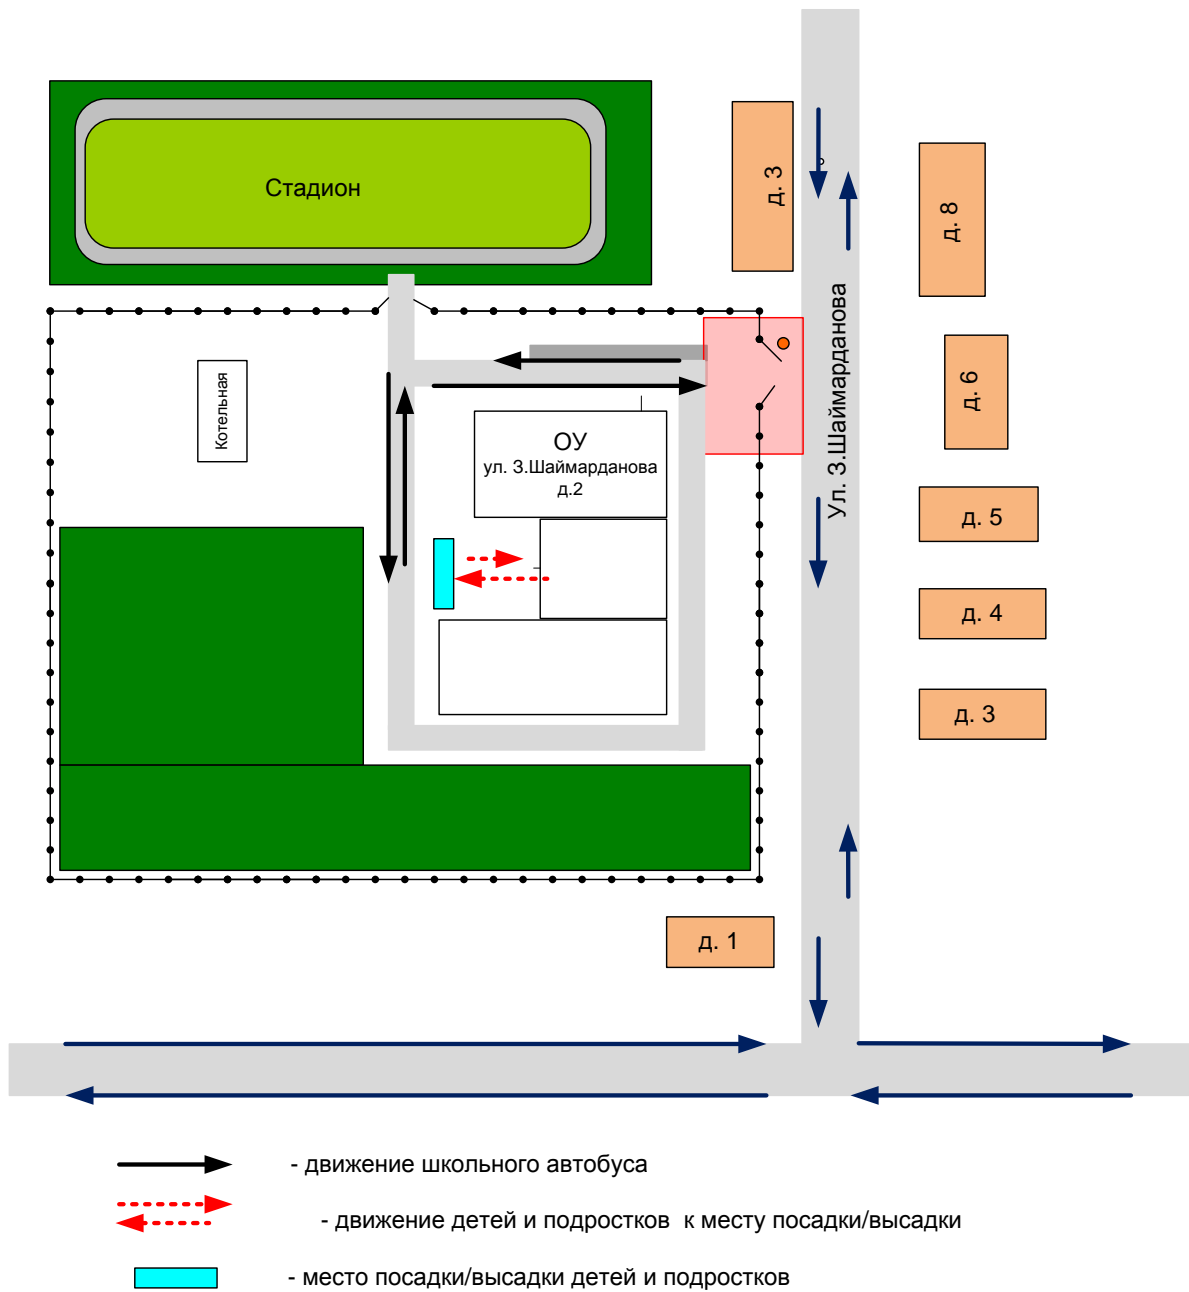 Стадион
д. 3
д. 8
Ул. З.Шаймарданова
Котельная
д. 6
ОУ
ул. З.Шаймарданова
д.2
д. 5
д. 4
д. 3
д. 1
- движение школьного автобуса
- движение детей и подростков к месту посадки/высадки
- место посадки/высадки детей и подростков